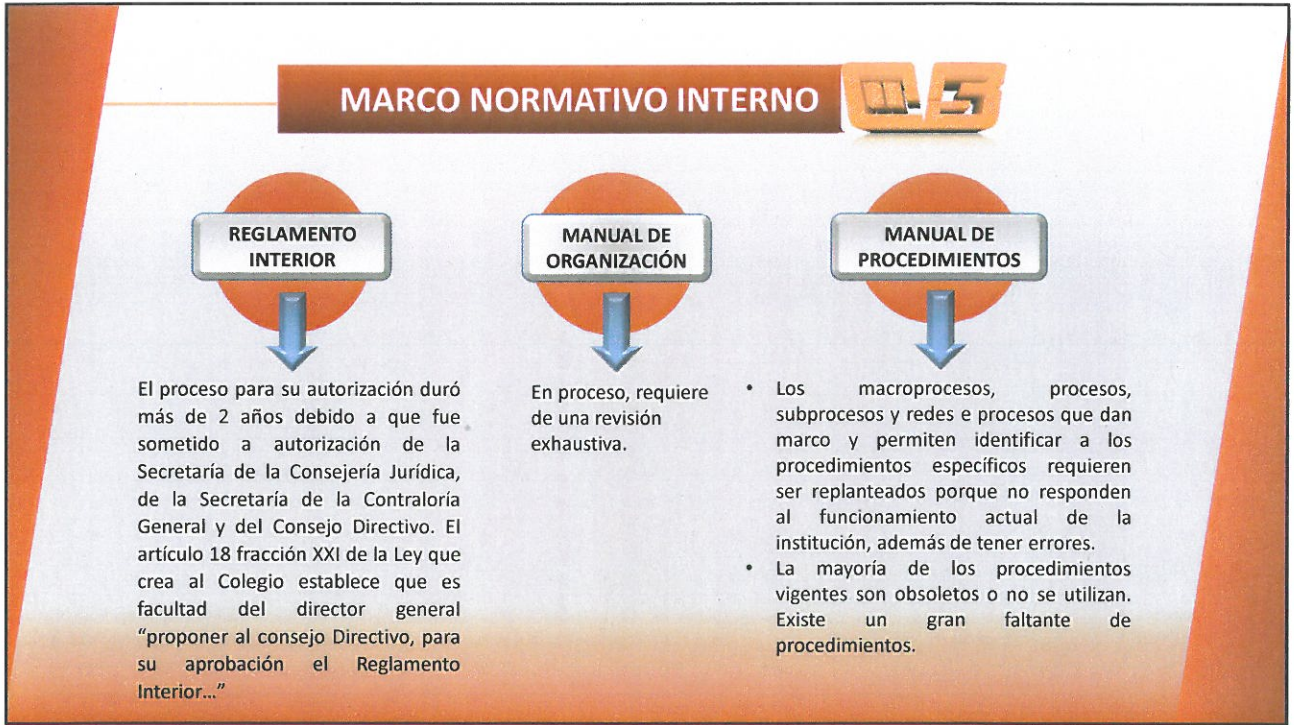 MARCO NORMATIVO INTERNO
REGLAMENTO
INTERIOR
El proceso para su autorización duró
más de 2 años debido a que fue
sometido a autorización de la
Secretaría de la Consejería Jurídica,
de la Secretaría de la Contraloría
General y del Consejo Directivo. El
artículo 18 fracción XXI de la Ley que
crea al Colegio establece que es
facultad del director general
“proponer al consejo Directivo, para
su aprobación el Reglamento
Interior...”
MANUAL DE
ORGANIZACIÓN
En proceso, requiere
de una revisión
exhaustiva.
MANUAL DE
PROCEDIMIENTOS
• Los macroprocesos, procesos,
subprocesos y redes e procesos que dan
marco y permiten identificar a los
procedimientos específicos requieren
ser replanteados porque no responden
al funcionamiento actual de la
institución, además de tener errores.
• La mayoría de los procedimientos
vigentes son obsoletos o no se utilizan.
Existe un gran faltante de
procedimientos.